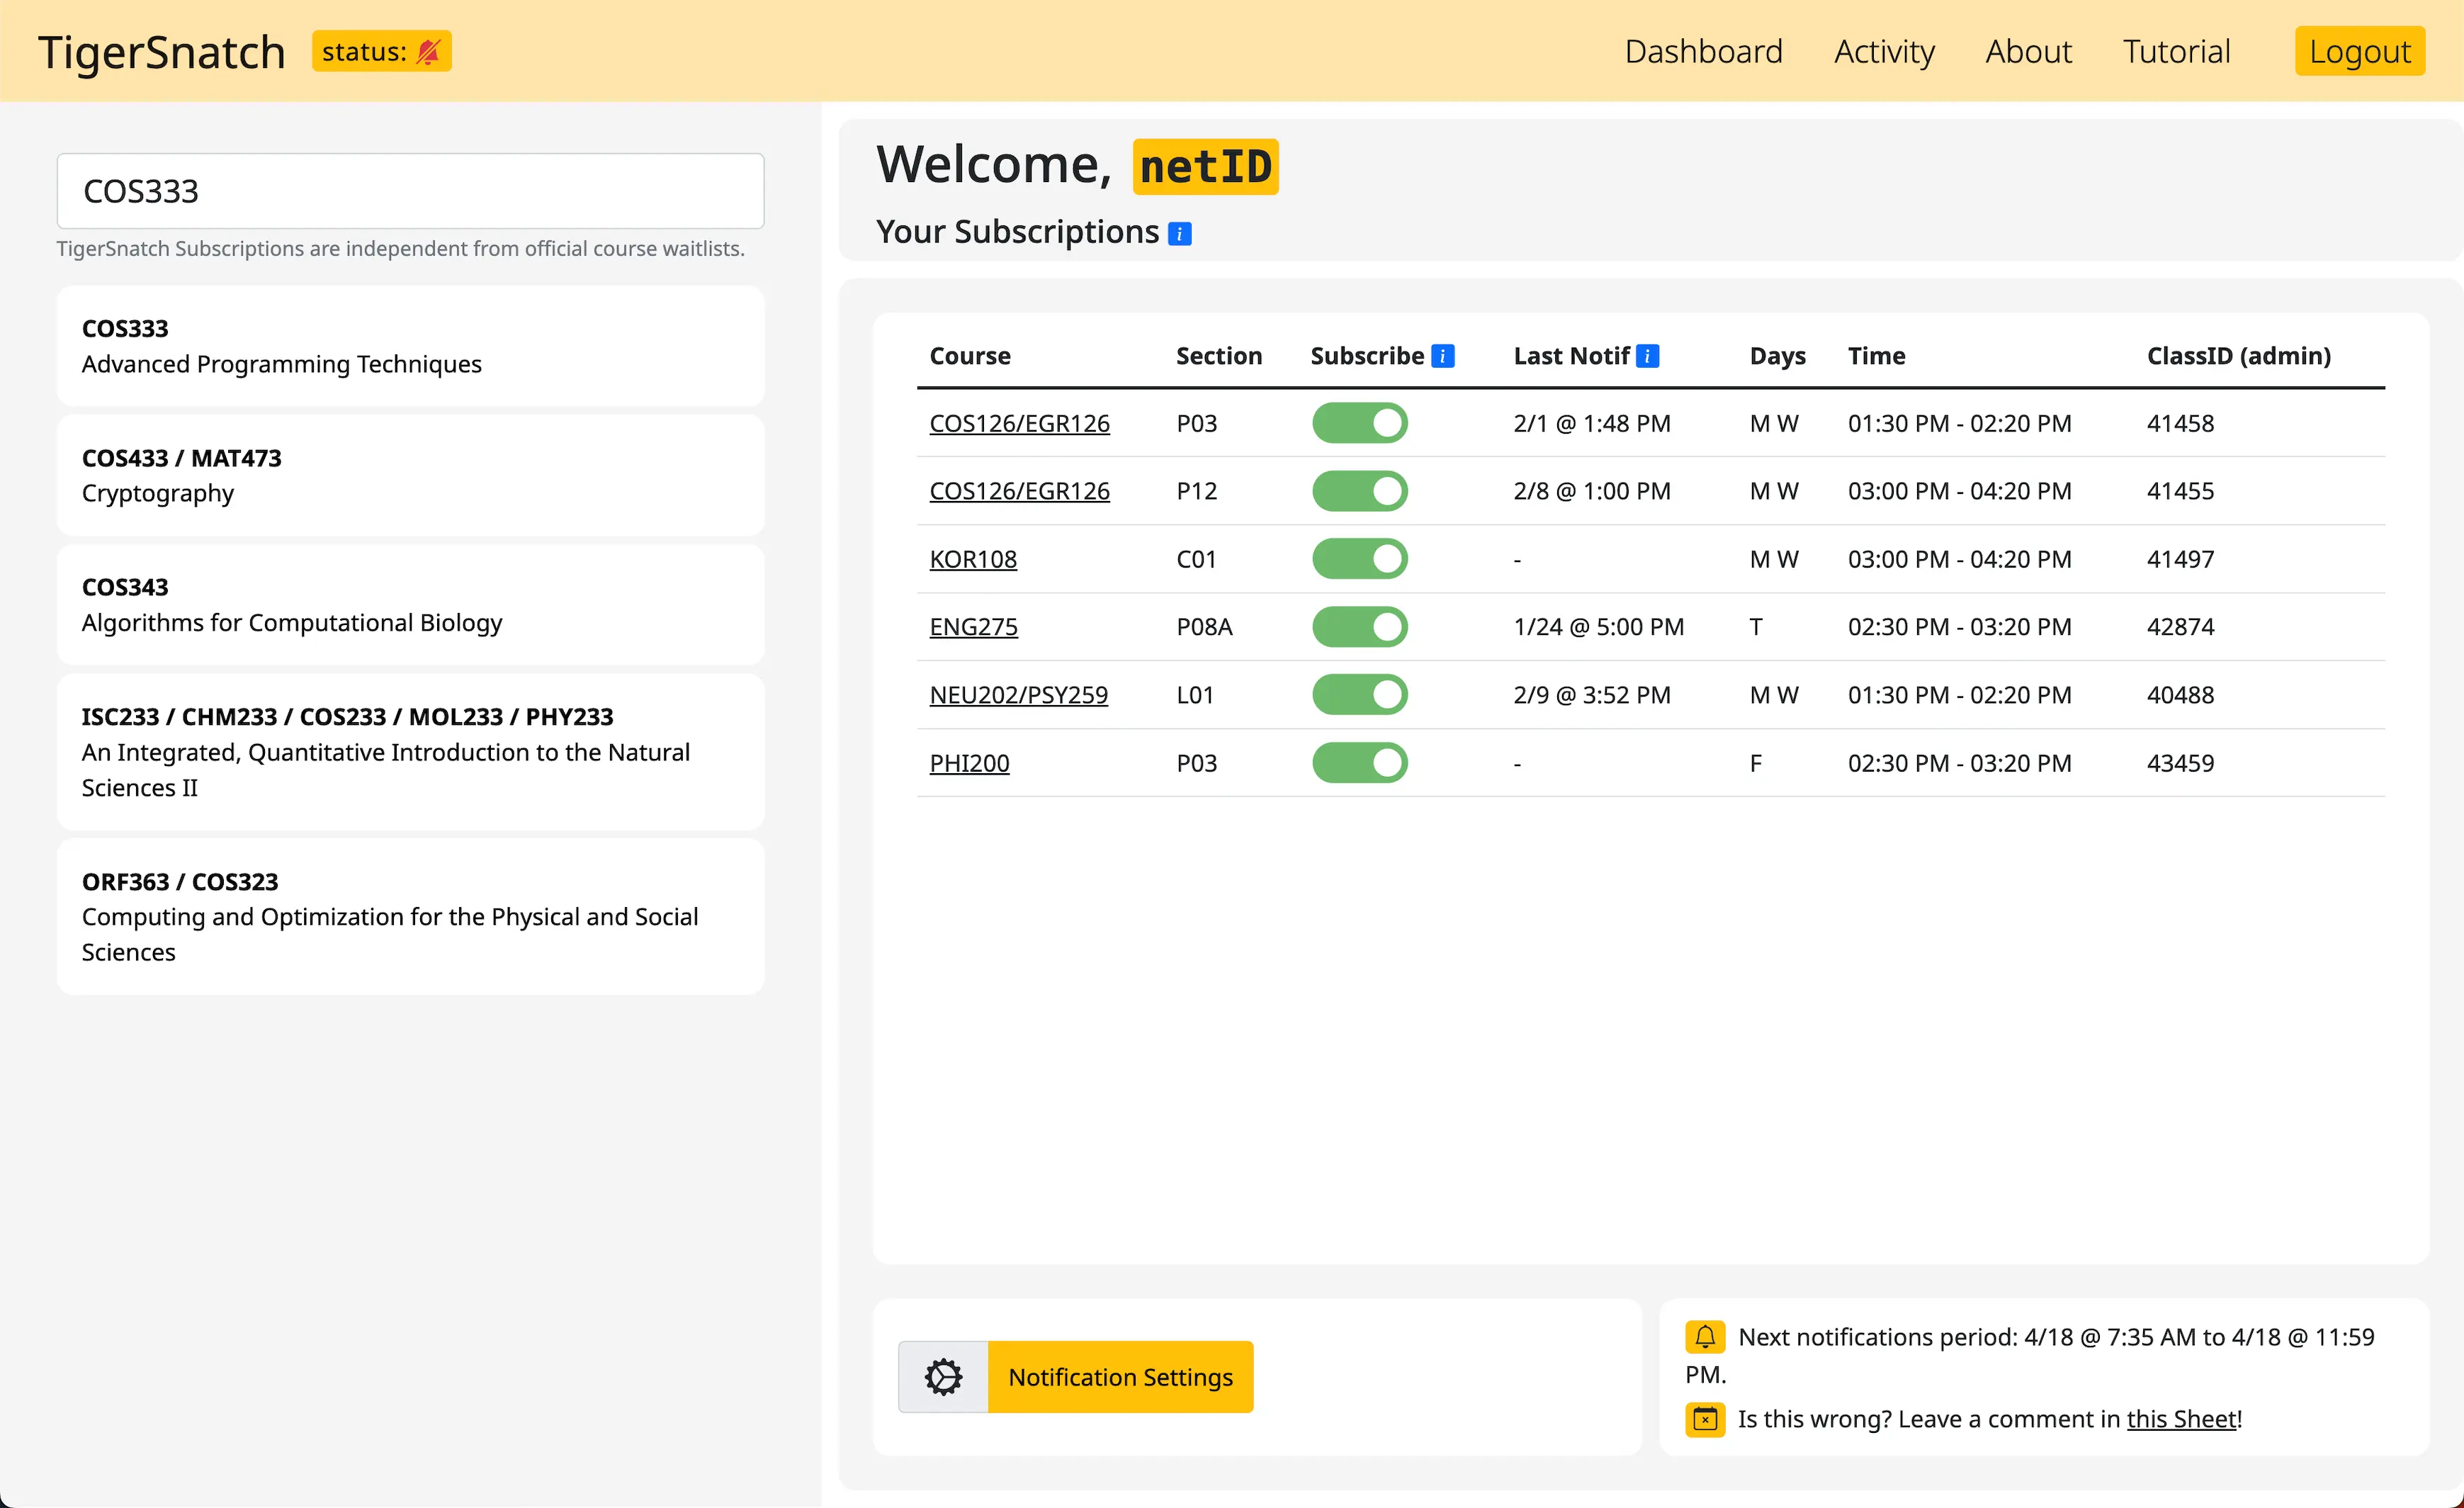 TigerSnatch status:
Dashboard Activity About Tutorial Logout
COS333
TigerSnatch Subscriptions are independent from official course waitlists.
COS333
Advanced Programming Techniques
COS433 / MAT473
Cryptography
COS343
Algorithms for Computational Biology
ISC233 / CHM233 / COS233 / MOL233 / PHY233
An Integrated, Quantitative Introduction to the Natural
Sciences II
ORF363 / COS323
Computing and Optimization for the Physical and Social
Sciences
Welcome, netID
Your Subscriptions i
Course Section Subscribe i Last Notif i Days Time ClassID (admin)
COS126/EGR126 P03 2/1 @ 1:48 PM M W 01:30 PM - 02:20 PM 41458
COS126/EGR126 P12 2/8 @ 1:00 PM M W 03:00 PM - 04:20 PM 41455
KOR108 C01 - M W 03:00 PM - 04:20 PM 41497
ENG275 P08A 1/24 @ 5:00 PM T 02:30 PM - 03:20 PM 42874
NEU202/PSY259 L01 2/9 @ 3:52 PM M W 01:30 PM - 02:20 PM 40488
PHI200 P03 - F 02:30 PM - 03:20 PM 43459
Notification Settings
Next notifications period: 4/18 @ 7:35 AM to 4/18 @ 11:59
PM.
Is this wrong? Leave a comment in this Sheet!